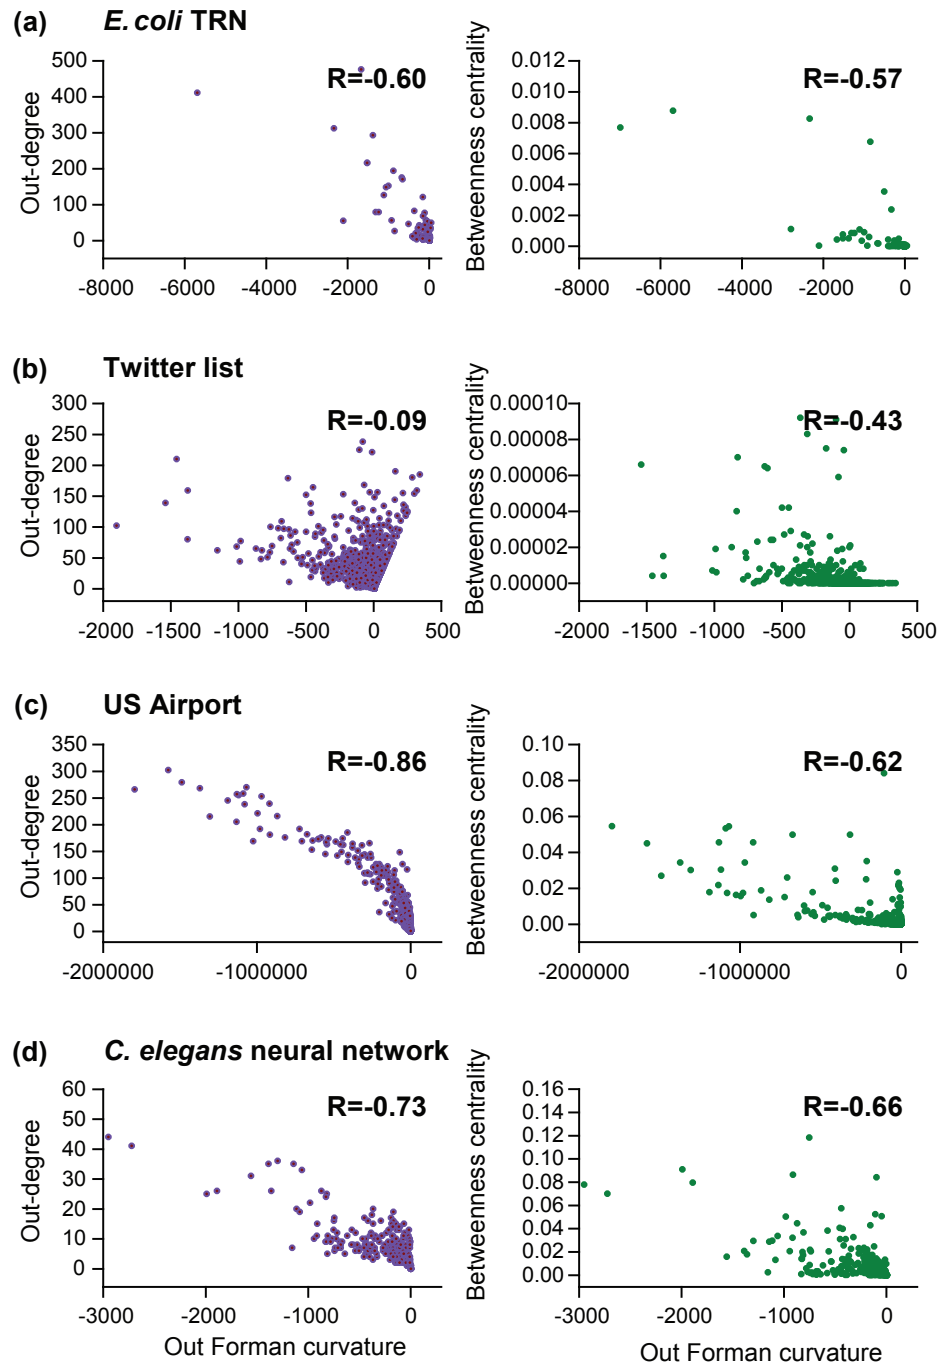 (a) E. coli TRN
R=-0.60
Out-degree
500
400
300
200
100
0
-8000 -6000 -4000 -2000 0
R=-0.57
Betweenness centrality
0.012
0.010
0.008
0.006
0.004
0.002
0.000
-8000 -6000 -4000 -2000 0
(b) Twitter list
R=-0.09
Out-degree
300
250
200
150
100
50
0
-2000 -1500 -1000 -500 0 500
R=-0.43
Betweenness centrality
0.00010
0.00008
0.00006
0.00004
0.00002
0.00000
-2000 -1500 -1000 -500 0 500
(c) US Airport
R=-0.86
Out-degree
350
300
250
200
150
100
50
0
-2000000 -1000000 0
R=-0.62
Betweenness centrality
0.10
0.08
0.06
0.04
0.02
0.00
-2000000 -1000000 0
(d) C. elegans neural network
R=-0.73
Out-degree
60
50
40
30
20
10
0
-3000 -2000 -1000 0
Out Forman curvature
R=-0.66
Betweenness centrality
0.16
0.14
0.12
0.10
0.08
0.06
0.04
0.02
0.00
-3000 -2000 -1000 0
Out Forman curvature